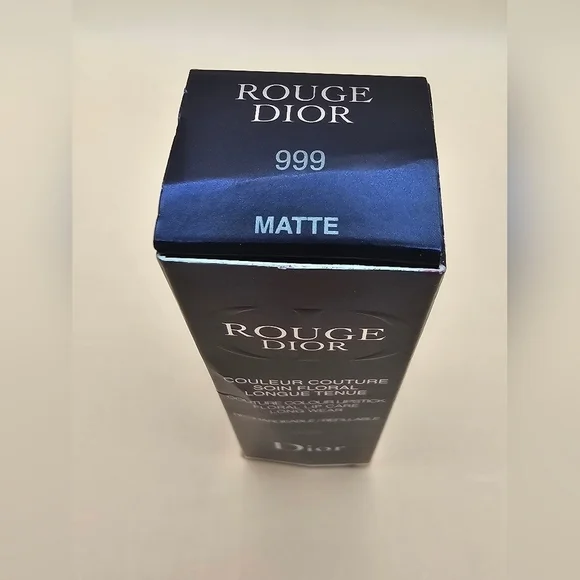 ROUGE
DIOR
999
MATTE
ROUGE
DIOR
COULEUR COUTURE
SOIN FLORAL
LONGUE TENUE
COUTURE COLOUR LIPSTICK
FLORAL LIP CARE
LONG WEAR
Dior